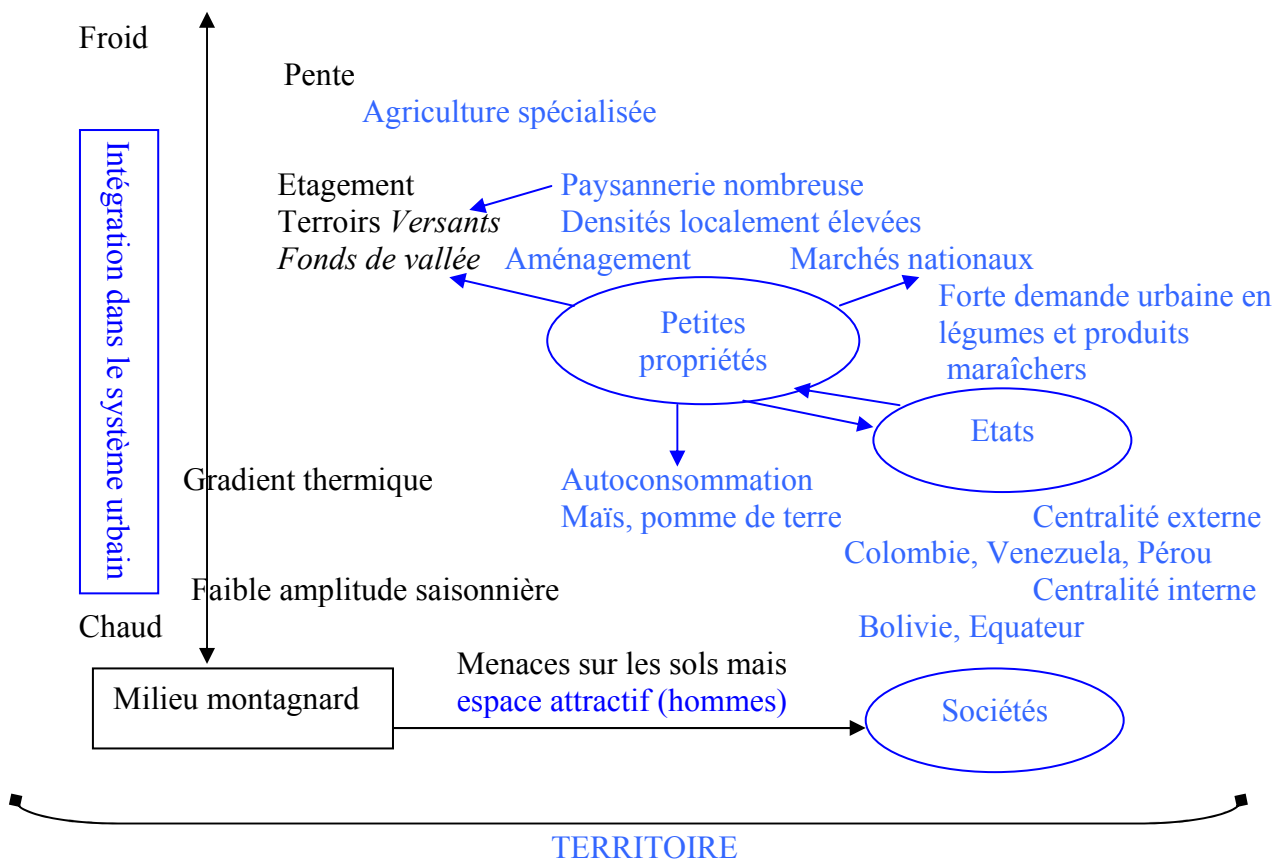 Froid
Pente
Agriculture spécialisée
Intégration dans le système urbain
Etagement
Paysannerie nombreuse
Terroirs Versants
Densités localement élevées
Fonds de vallée
Aménagement
Marchés nationaux
Forte demande urbaine en
légumes et produits
maraîchers
Petites
propriétés
Etats
Gradient thermique
Autoconsommation
Maïs, pomme de terre
Centralité externe
Colombie, Venezuela, Pérou
Faible amplitude saisonnière
Centralité interne
Chaud
Bolivie, Equateur
Menaces sur les sols mais
espace attractif (hommes)
Milieu montagnard
Sociétés
TERRITOIRE